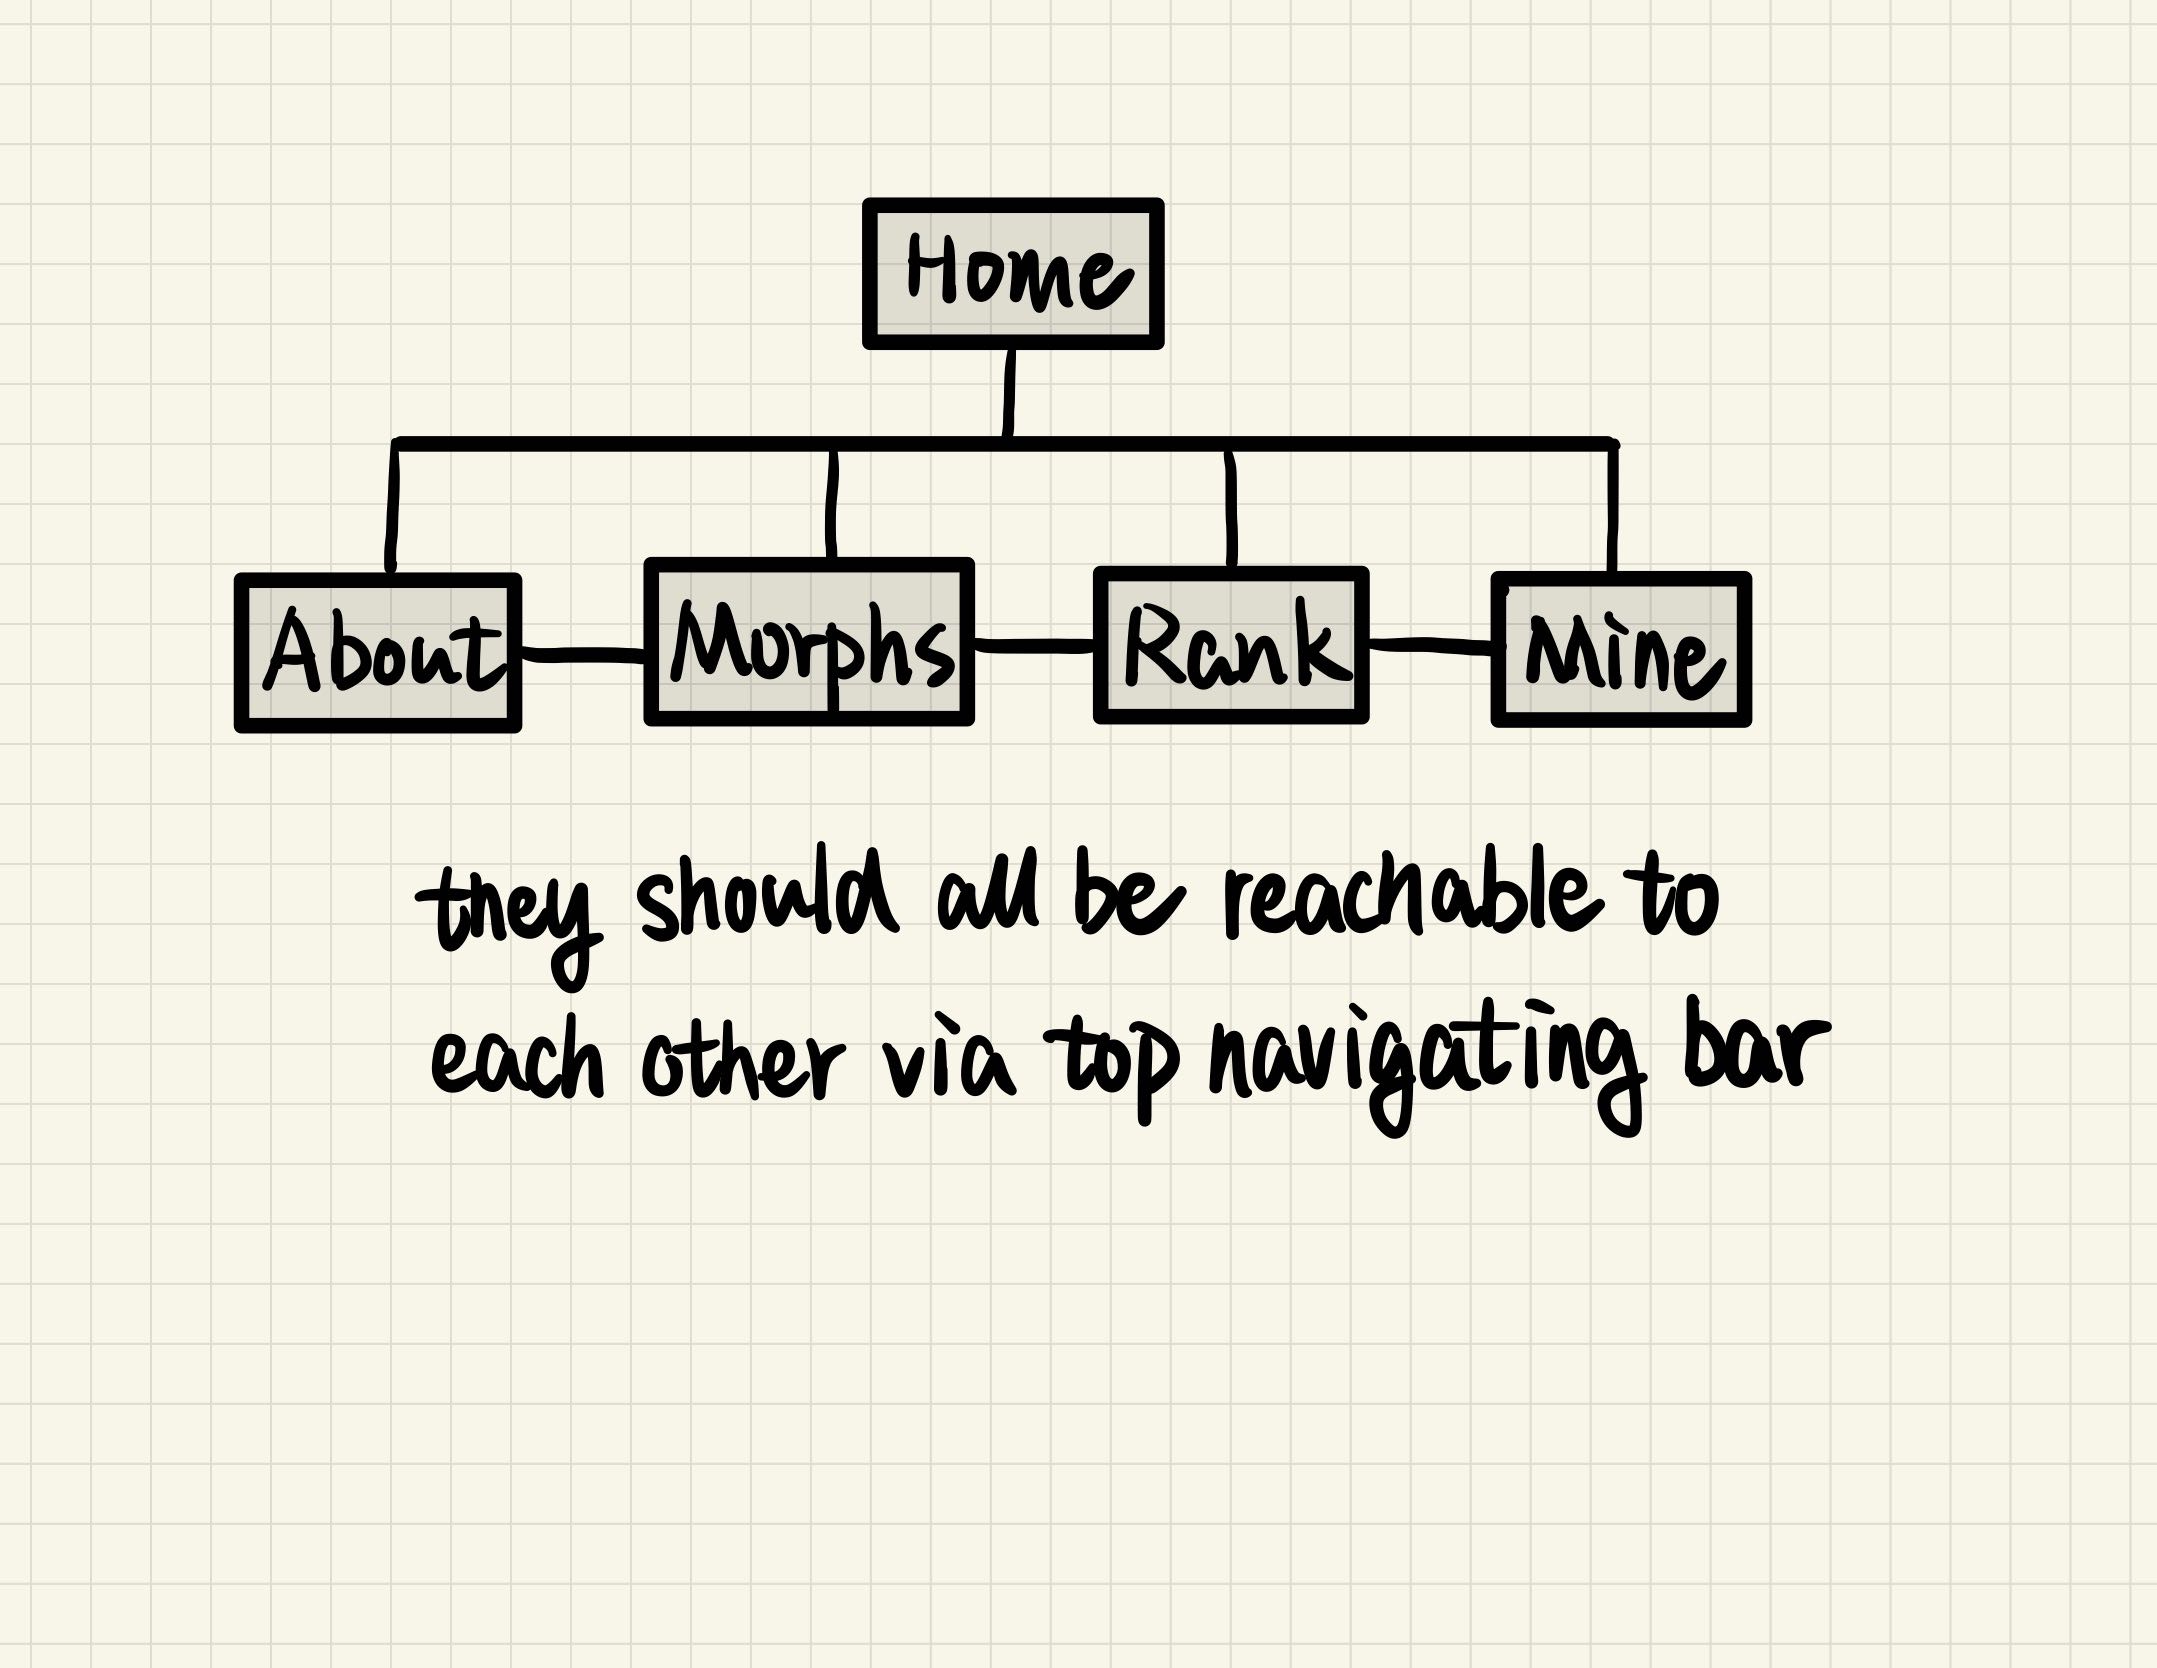 Home
About Morphs Rank Mine
they should all be reachable to
each other via top navigating bar